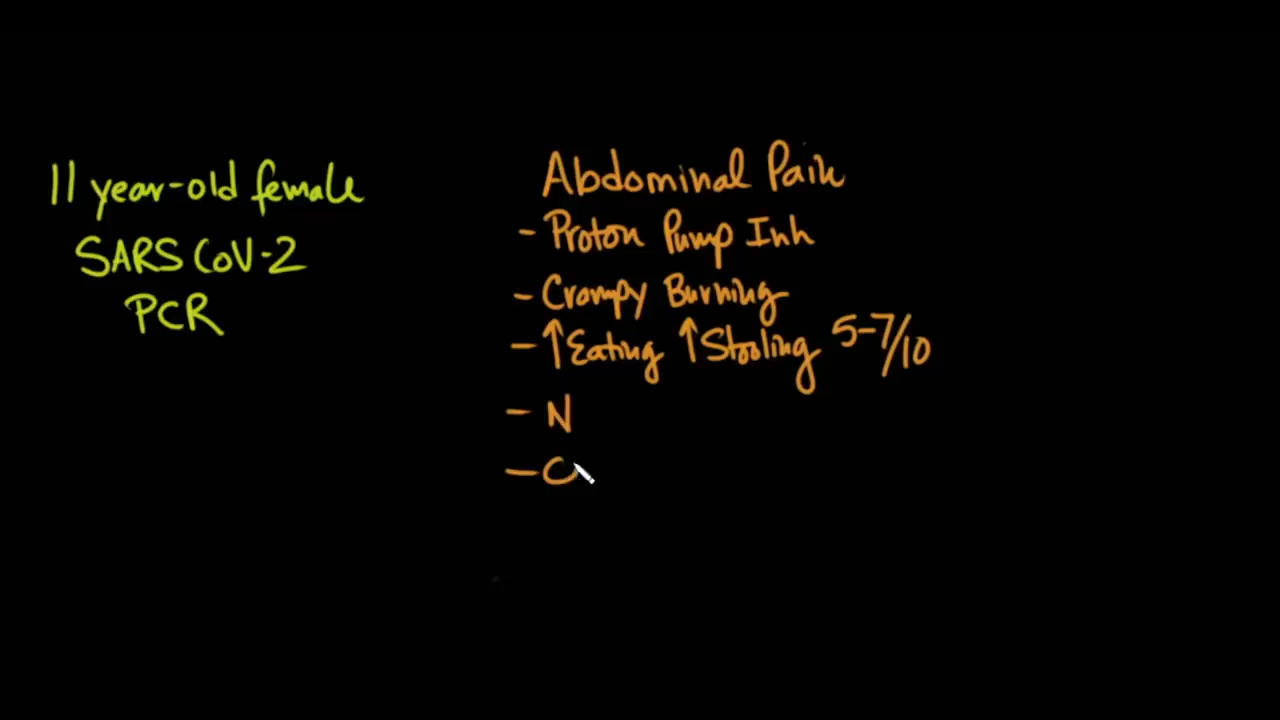 11 year-old female
SARS CoV-2
PCR
Abdominal Pain
- Proton Pump Inh
- Crampy Burning
- ↑Eating ↑Stooling 5-7/10
- N
- C